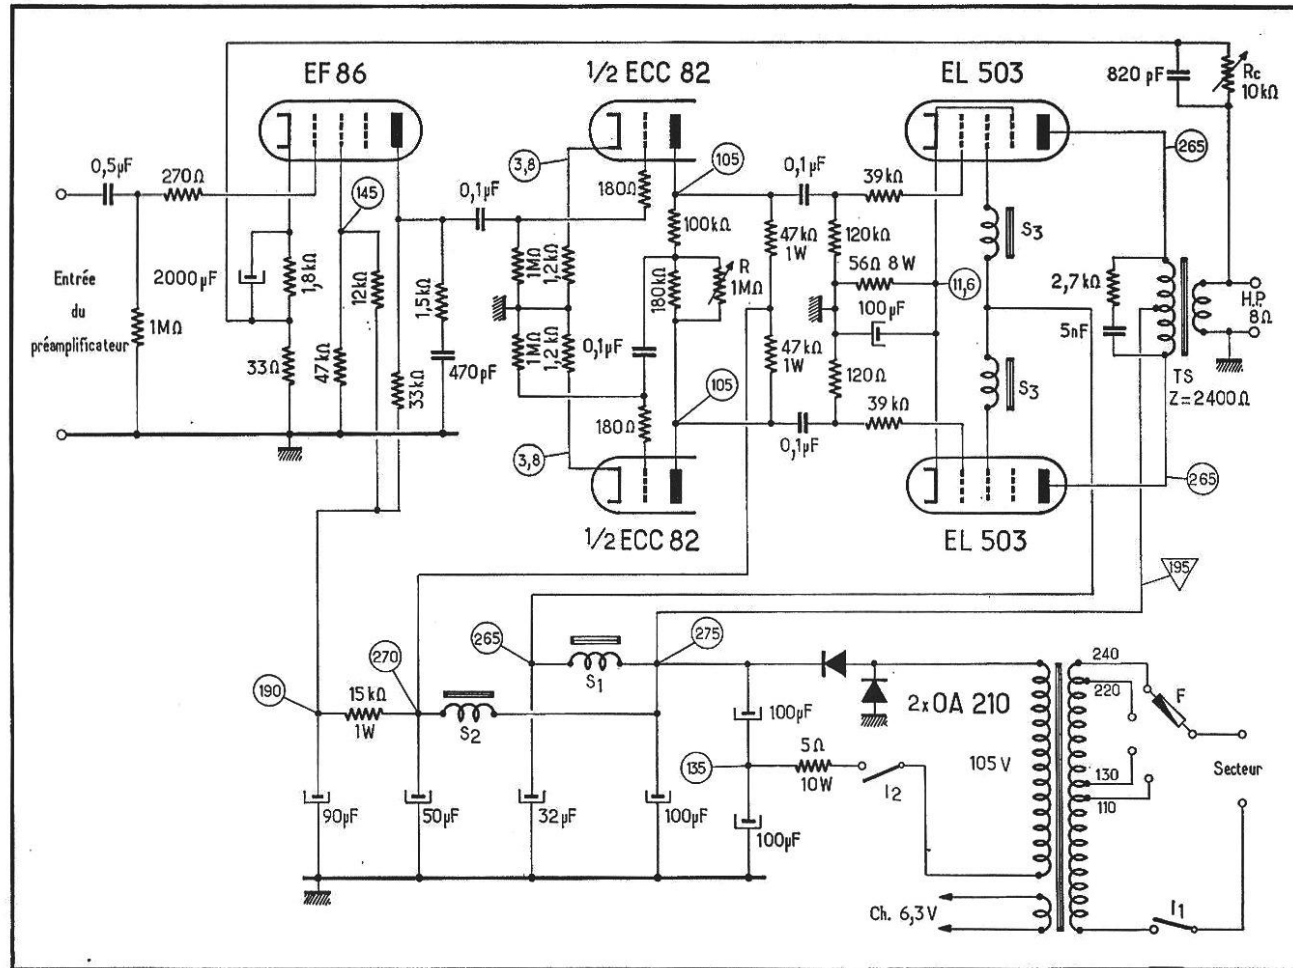 EF 86
1/2 ECC 82
EL 503
820 pF
Rc
10kΩ
0,5µF
270Ω
145
0,1µF
3,8
180Ω
105
0,1µF
39kΩ
265
100kΩ
S3
2000µF
1,8kΩ
12kΩ
1,5kΩ
1MΩ
1,2kΩ
180kΩ
R
1MΩ
47kΩ
1W
120kΩ
56Ω 8W
11,6
100µF
2,7kΩ
5nF
H.P.
8Ω
Entrée
du
préamplificateur
1MΩ
33Ω
47kΩ
33kΩ
470pF
1MΩ
1,2kΩ
0,1µF
47kΩ
1W
120Ω
S3
TS
Z=2400Ω
180Ω
105
39kΩ
0,1µF
3,8
265
1/2 ECC 82
EL 503
195
265
275
S1
190
270
15kΩ
1W
S2
100µF
2x OA 210
240
220
F
135
5Ω
10W
I2
105V
130
110
Secteur
90µF
50µF
32µF
100µF
100µF
Ch. 6,3V
I1